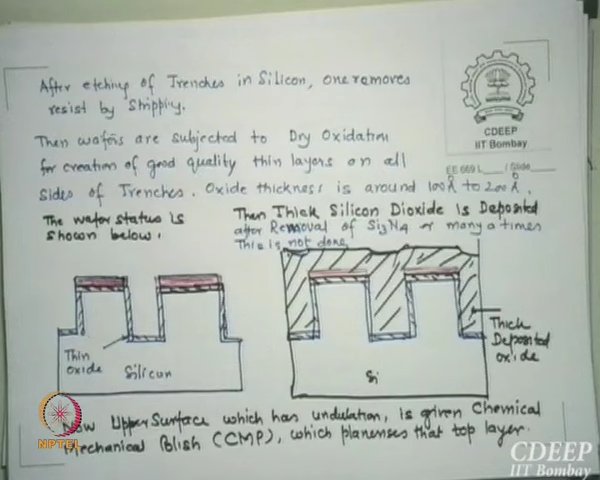 After etching of Trenches in Silicon, one removes
resist by Stripping.
Then wafers are subjected to Dry Oxidation
for creation of good quality thin layers on all
sides of Trenches. Oxide thickness is around 100Å to 200Å.
CDEEP
IIT Bombay
EE 669 L / Slide
The wafer status is
shown below.
Then Thick Silicon Dioxide Is Deposited
after Removal of Si3N4 or many a times
This is not done.
Thin
oxide
Silicon
Si
Thick
Deposited
oxide
Now Upper Surface which has undulation, is given Chemical
Mechanical Polish (CMP), which planenses that top layer.
NPTEL
CDEEP
IIT Bombay